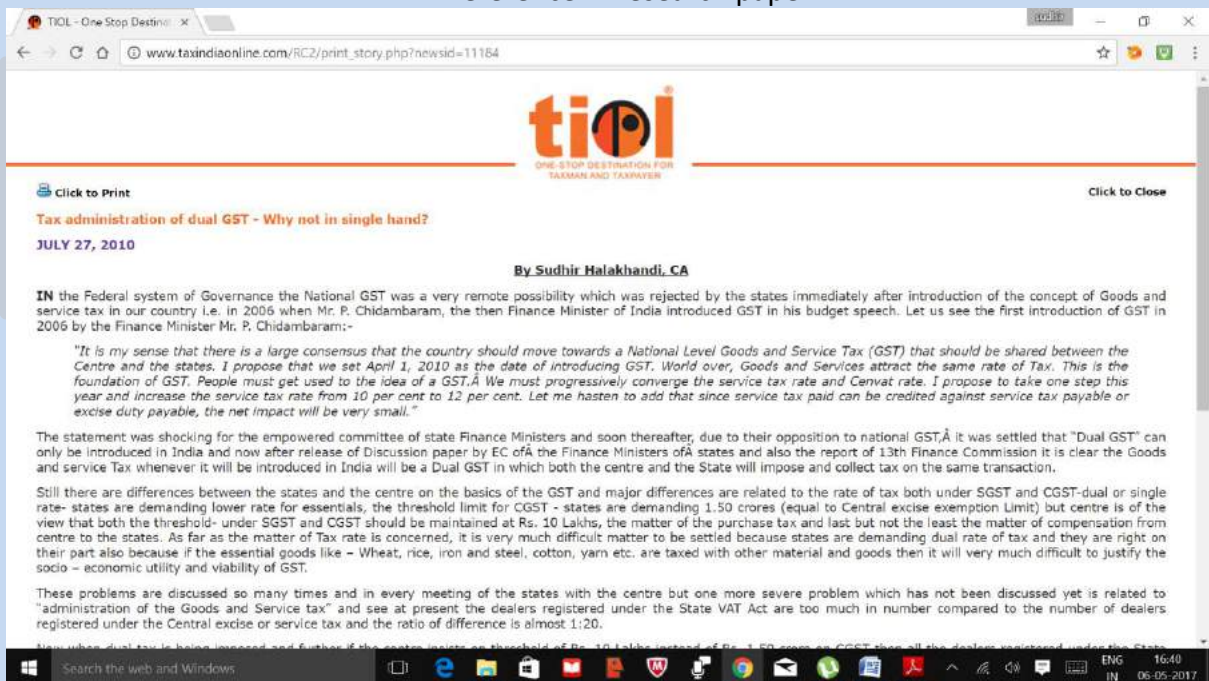 TIOL - One Stop Destina
www.taxindiaonline.com/RC2/print_story.php?newsid=11184
tiol
ONE-STOP DESTINATION FOR
TAXMAN AND TAXPAYER
Click to Print
Click to Close
Tax administration of dual GST - Why not in single hand?
JULY 27, 2010
By Sudhir Halakhandi, CA
IN the Federal system of Governance the National GST was a very remote possibility which was rejected by the states immediately after introduction of the concept of Goods and
service tax in our country i.e. in 2006 when Mr. P. Chidambaram, the then Finance Minister of India introduced GST in his budget speech. Let us see the first introduction of GST in
2006 by the Finance Minister Mr. P. Chidambaram:-
"It is my sense that there is a large consensus that the country should move towards a National Level Goods and Service Tax (GST) that should be shared between the
Centre and the states. I propose that we set April 1, 2010 as the date of introducing GST. World over, Goods and Services attract the same rate of Tax. This is the
foundation of GST. People must get used to the idea of a GST.Â We must progressively converge the service tax rate and Cenvat rate. I propose to take one step this
year and increase the service tax rate from 10 per cent to 12 per cent. Let me hasten to add that since service tax paid can be credited against service tax payable or
excise duty payable, the net impact will be very small."
The statement was shocking for the empowered committee of state Finance Ministers and soon thereafter, due to their opposition to national GST,Â it was settled that "Dual GST" can
only be introduced in India and now after release of Discussion paper by EC ofÂ the Finance Ministers ofÂ states and also the report of 13th Finance Commission it is clear the Goods
and service Tax whenever it will be introduced in India will be a Dual GST in which both the centre and the State will impose and collect tax on the same transaction.
Still there are differences between the states and the centre on the basics of the GST and major differences are related to the rate of tax both under SGST and CGST-dual or single
rate- states are demanding lower rate for essentials, the threshold limit for CGST - states are demanding 1.50 crores (equal to Central excise exemption Limit) but centre is of the
view that both the threshold- under SGST and CGST should be maintained at Rs. 10 Lakhs, the matter of the purchase tax and last but not the least the matter of compensation from
centre to the states. As far as the matter of Tax rate is concerned, it is very much difficult matter to be settled because states are demanding dual rate of tax and they are right on
their part also because if the essential goods like – Wheat, rice, iron and steel, cotton, yarn etc. are taxed with other material and goods then it will very much difficult to justify the
socio – economic utility and viability of GST.
These problems are discussed so many times and in every meeting of the states with the centre but one more severe problem which has not been discussed yet is related to
"administration of the Goods and Service tax" and see at present the dealers registered under the State VAT Act are too much in number compared to the number of dealers
registered under the Central excise or service tax and the ratio of difference is almost 1:20.
Search the web and Windows
ENG
IN
16:40
06-05-2017